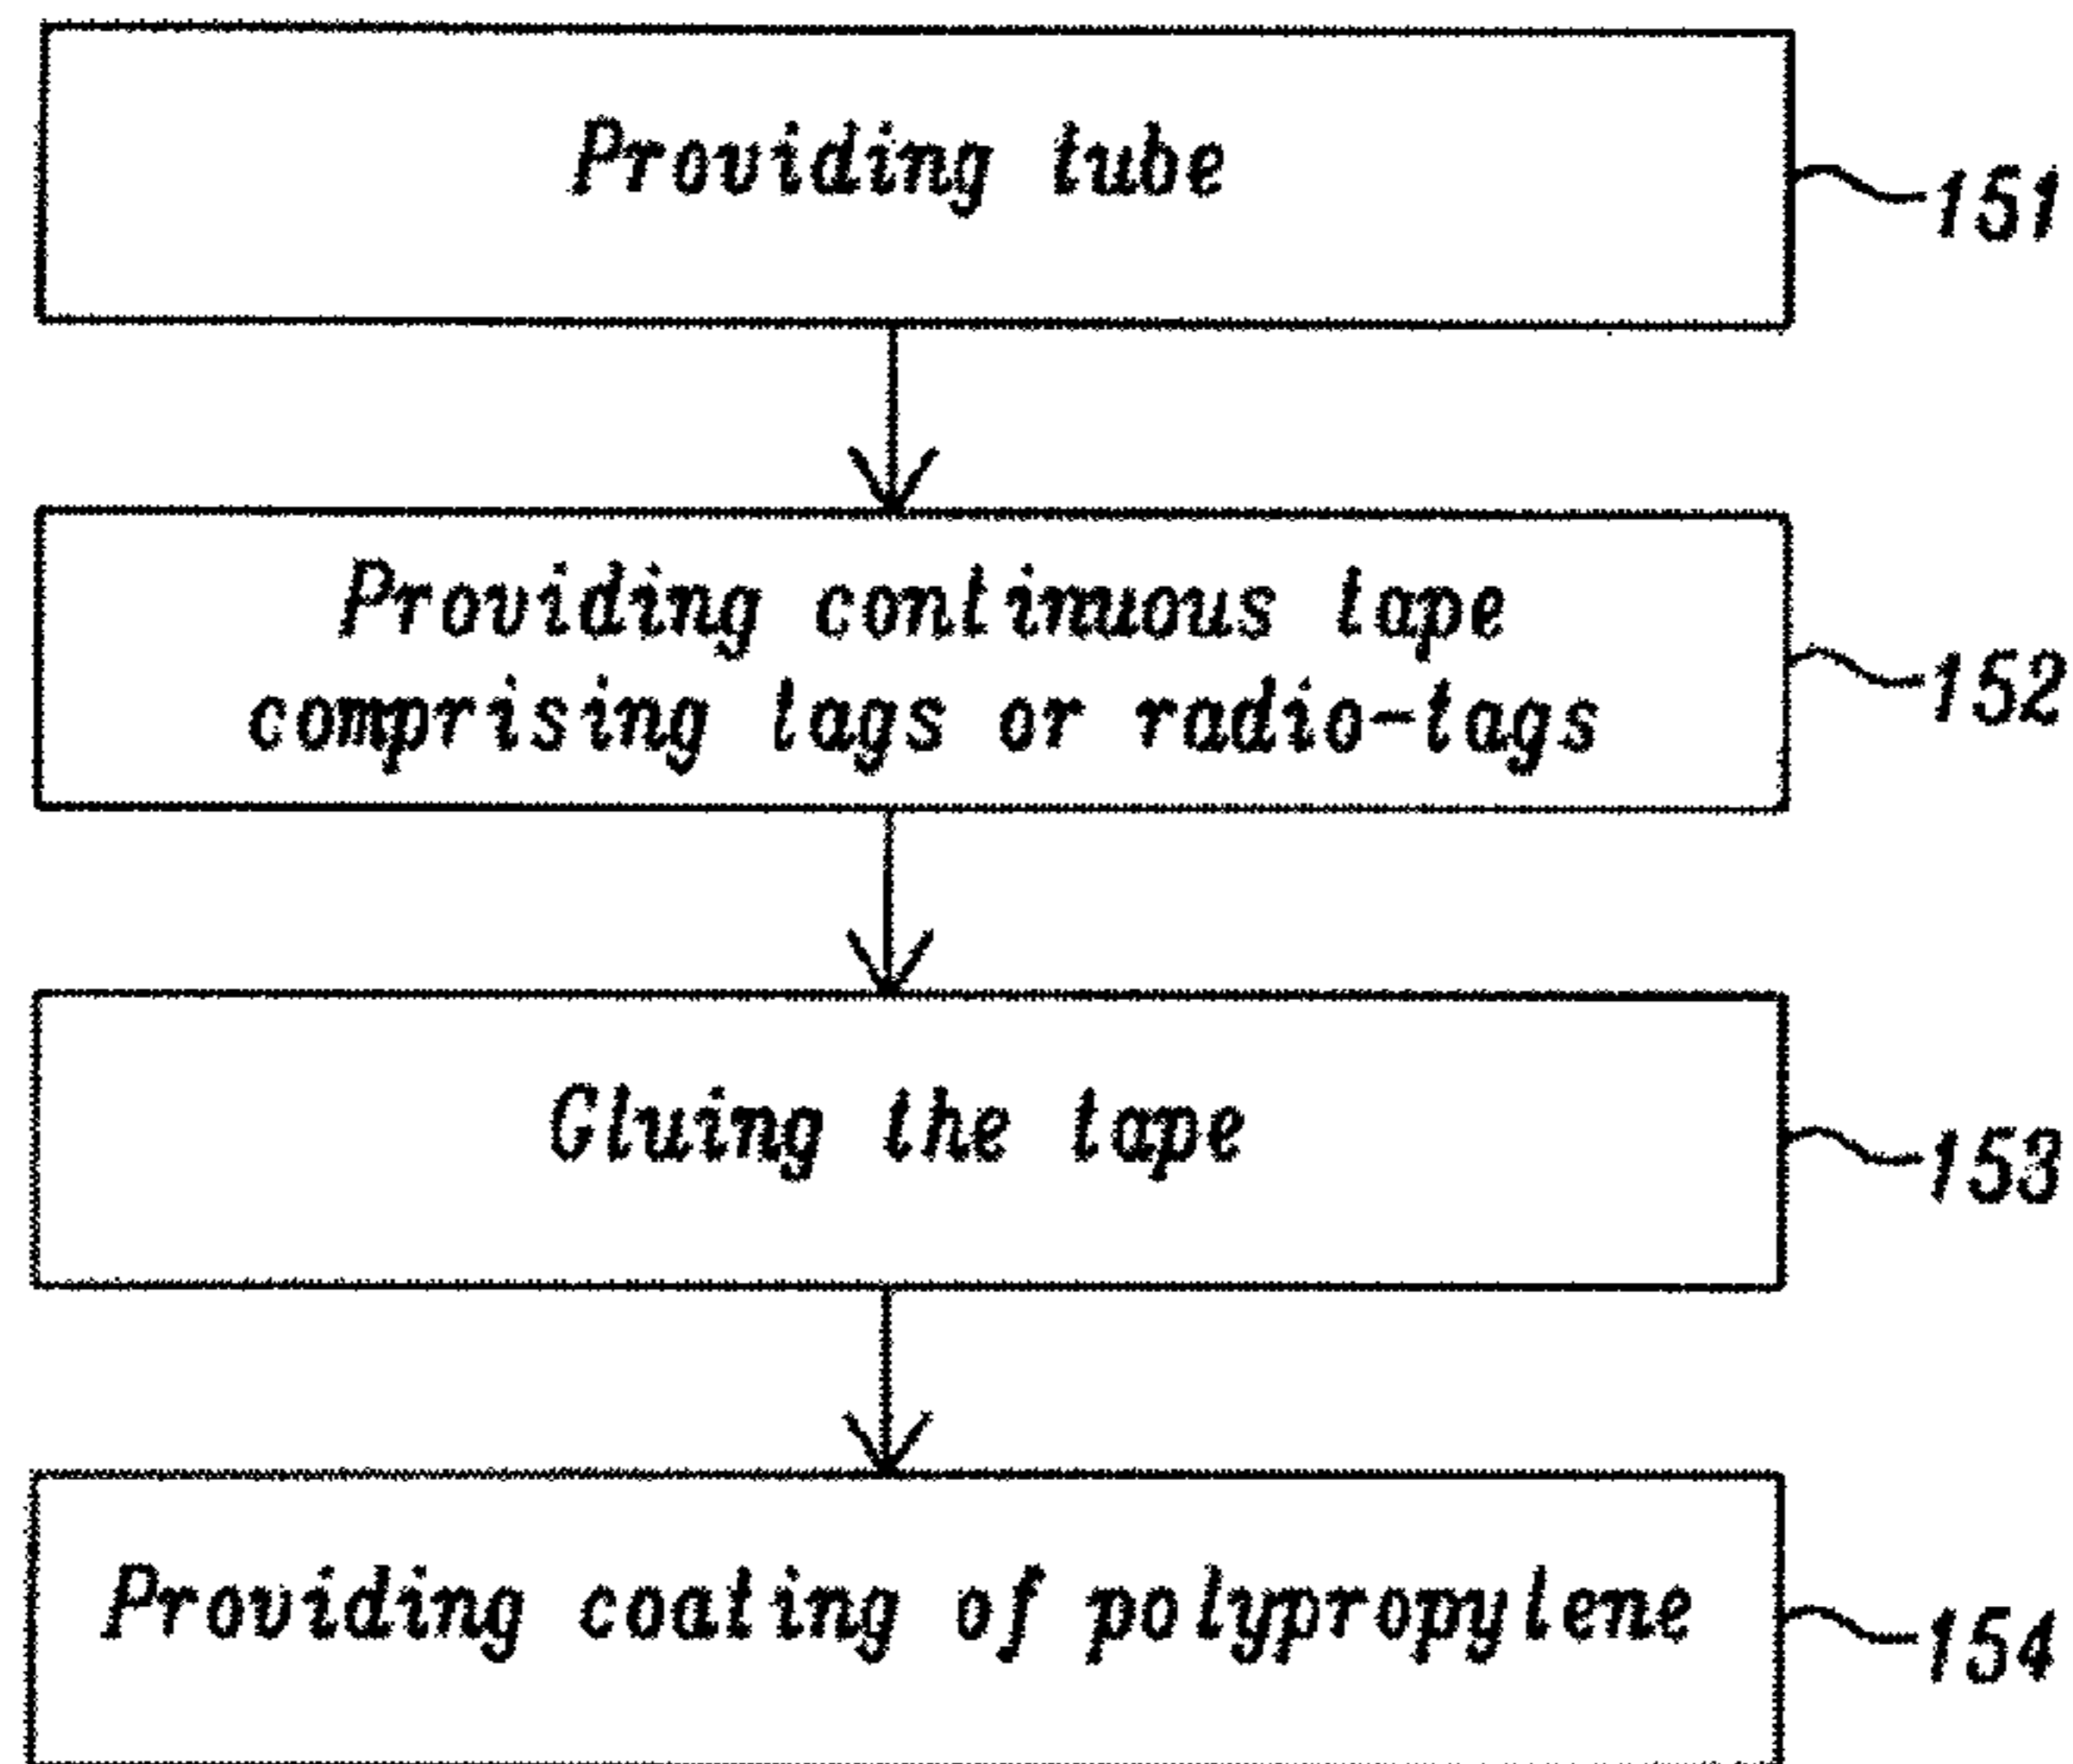 Providing tube
151
Providing continuous tape
comprising tags or radio-tags
152
Gluing the tape
153
Providing coating of polypropylene
154